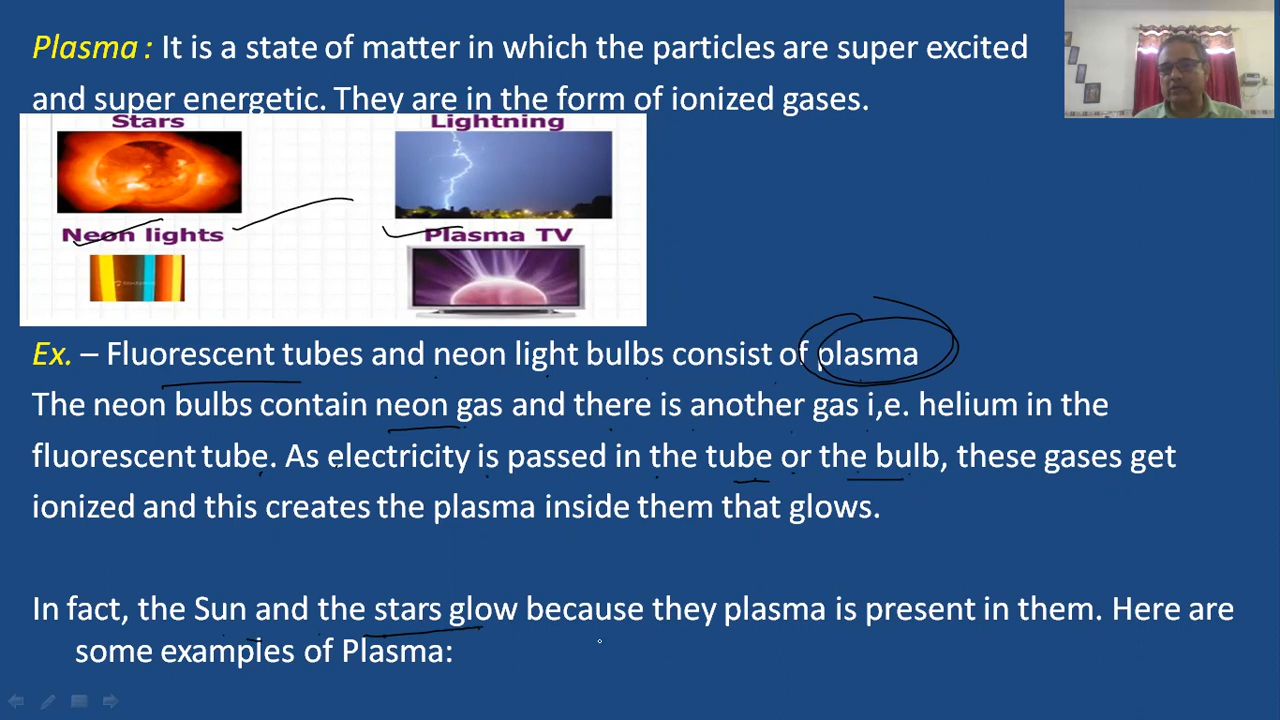 Plasma : It is a state of matter in which the particles are super excited
and super energetic. They are in the form of ionized gases.
Stars
Lightning
Neon lights
Plasma TV
Ex. – Fluorescent tubes and neon light bulbs consist of plasma
The neon bulbs contain neon gas and there is another gas i,e. helium in the
fluorescent tube. As electricity is passed in the tube or the bulb, these gases get
ionized and this creates the plasma inside them that glows.
In fact, the Sun and the stars glow because they plasma is present in them. Here are
some examples of Plasma: